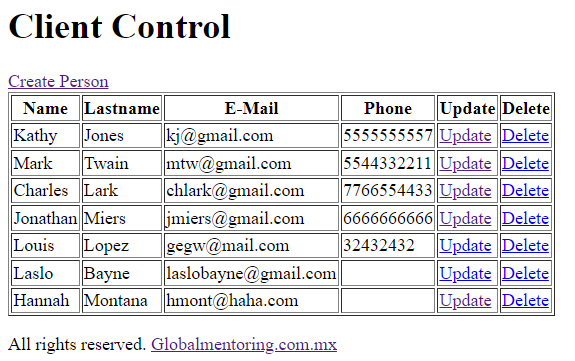 Client Control
Create Person
Name Lastname E-Mail Phone Update Delete
Kathy Jones kj@gmail.com 5555555557 Update Delete
Mark Twain mtw@gmail.com 5544332211 Update Delete
Charles Lark chlark@gmail.com 7766554433 Update Delete
Jonathan Miers jmiers@gmail.com 6666666666 Update Delete
Louis Lopez gegw@mail.com 32432432 Update Delete
Laslo Bayne laslobayne@gmail.com Update Delete
Hannah Montana hmont@haha.com Update Delete
All rights reserved. Globalmentoring.com.mx